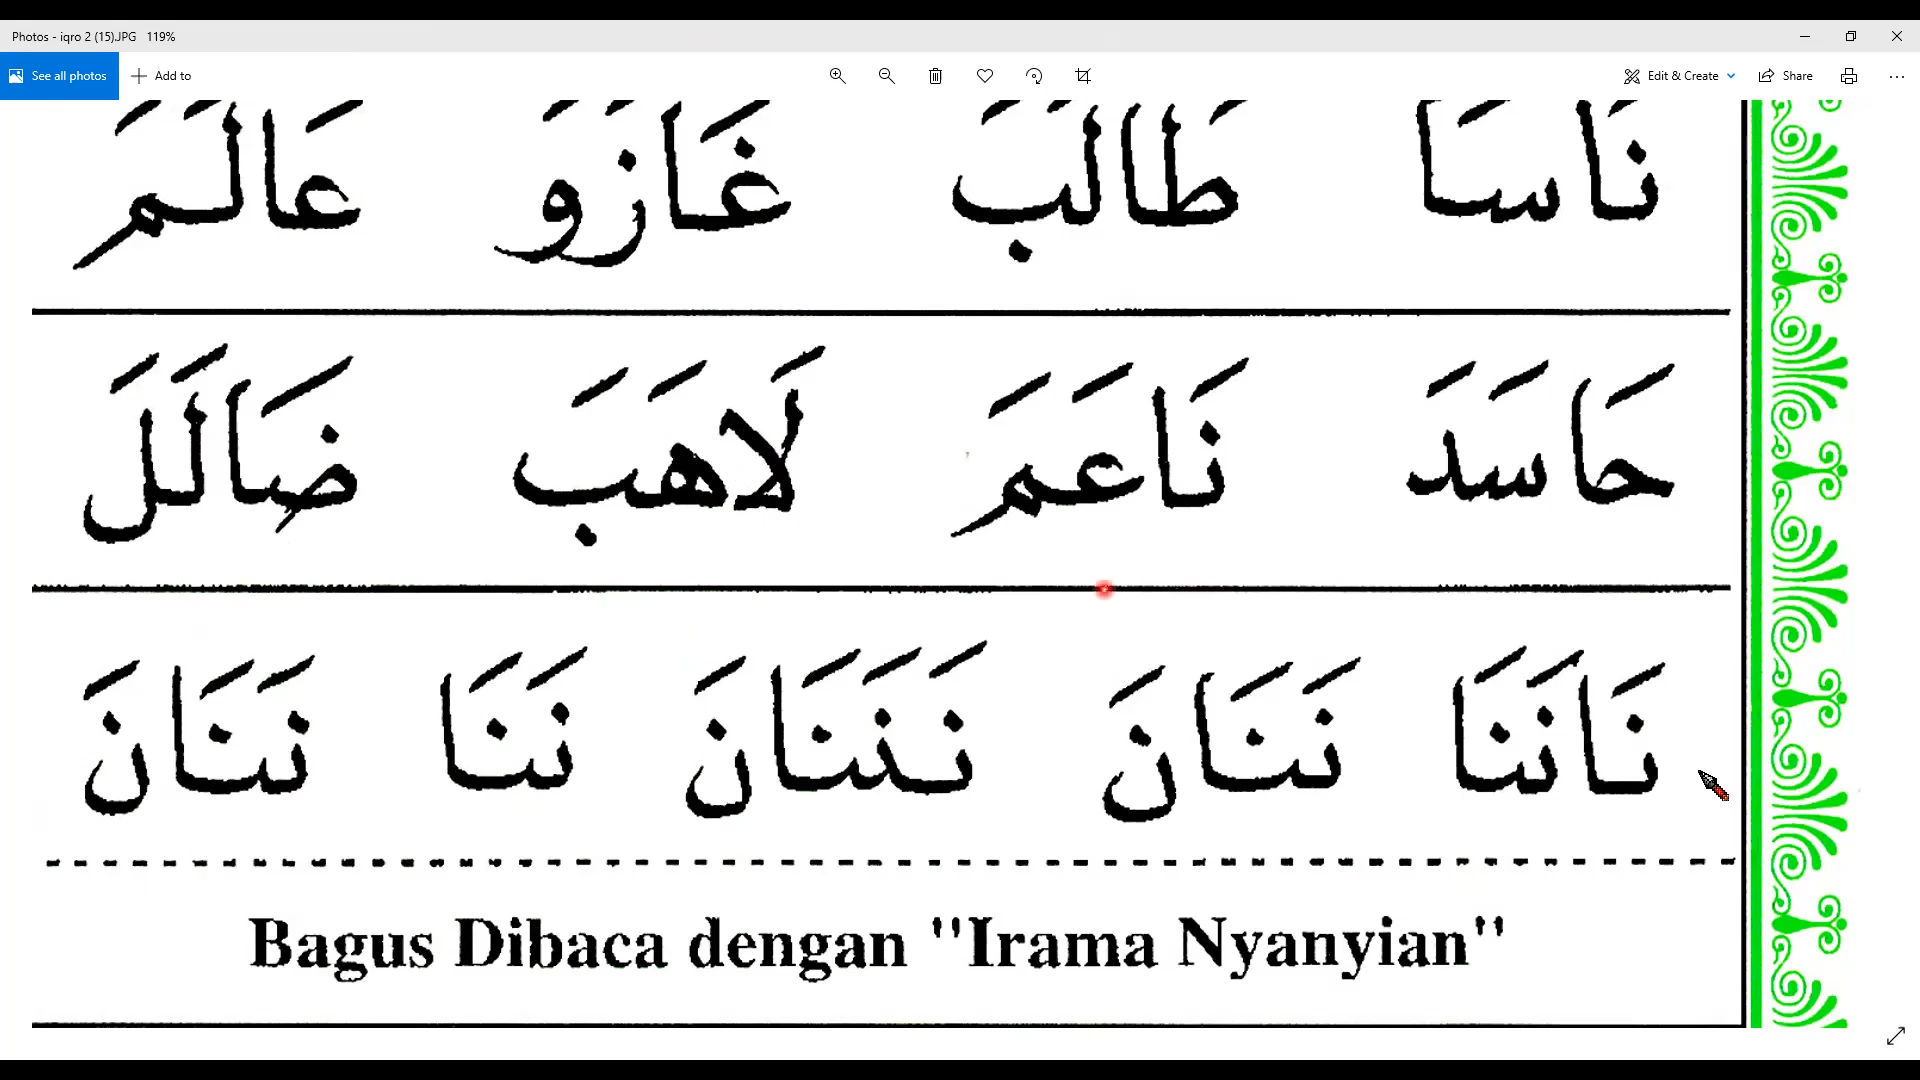 Photos - iqro 2 (15).JPG 119%
See all photos Add to Edit & Create Share
نَاسَا طَالَبَ غَازَوَ عَالَمَ
حَاسَدَ نَاعَمَ لَاهَبَ ضَالَلَ
نَانَنَا نَنَانَ نَنَنَانَ نَنَا نَنَانَ
Bagus Dibaca dengan "Irama Nyanyian"